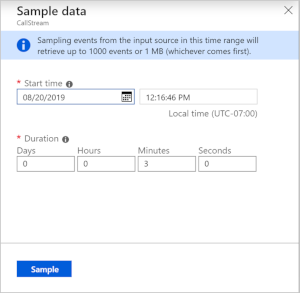 Sample data
CallStream
Sampling events from the input source in this time range will
retrieve up to 1000 events or 1 MB (whichever comes first).
* Start time
08/20/2019 12:16:46 PM
Local time (UTC-07:00)
* Duration
Days Hours Minutes Seconds
0 0 3 0
Sample